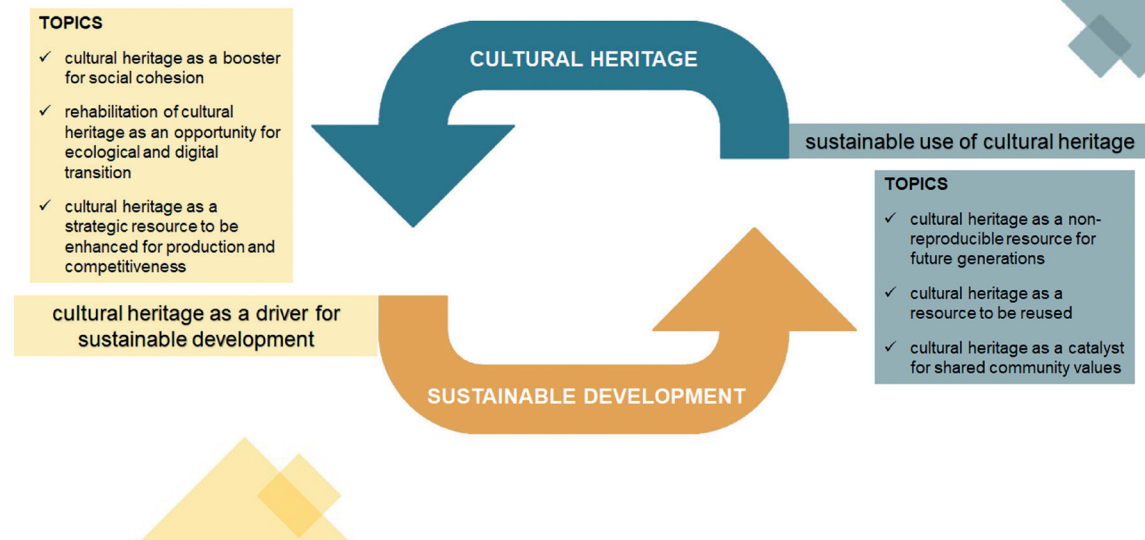 TOPICS
✓ cultural heritage as a booster
for social cohesion
✓ rehabilitation of cultural
heritage as an opportunity for
ecological and digital
transition
✓ cultural heritage as a
strategic resource to be
enhanced for production and
competitiveness
cultural heritage as a driver for
sustainable development
CULTURAL HERITAGE
SUSTAINABLE DEVELOPMENT
sustainable use of cultural heritage
TOPICS
✓ cultural heritage as a non-
reproducible resource for
future generations
✓ cultural heritage as a
resource to be reused
✓ cultural heritage as a catalyst
for shared community values